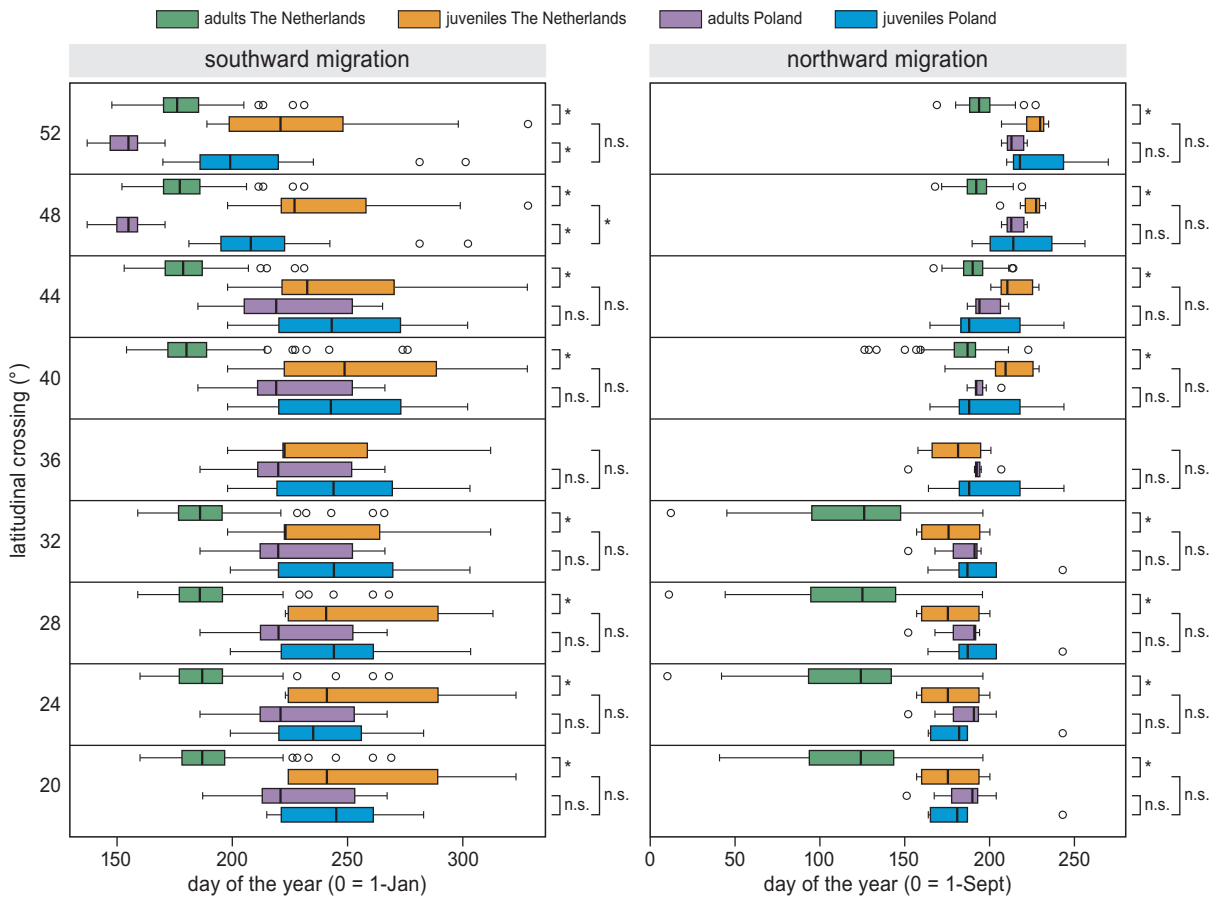 adults The Netherlands juveniles The Netherlands adults Poland juveniles Poland
southward migration northward migration
* *
52 n.s. n.s.
* n.s.
* *
48 * n.s.
* n.s.
* *
44 n.s. n.s.
n.s. n.s.
* *
40 n.s. n.s.
n.s. n.s.
36 n.s. n.s.
n.s. n.s.
* *
32 n.s. n.s.
n.s. n.s.
* *
28 n.s. n.s.
n.s. n.s.
* *
24 n.s. n.s.
n.s. n.s.
* *
20 n.s. n.s.
n.s. n.s.
latitudinal crossing (°)
150 200 250 300 0 50 100 150 200 250
day of the year (0 = 1-Jan) day of the year (0 = 1-Sept)